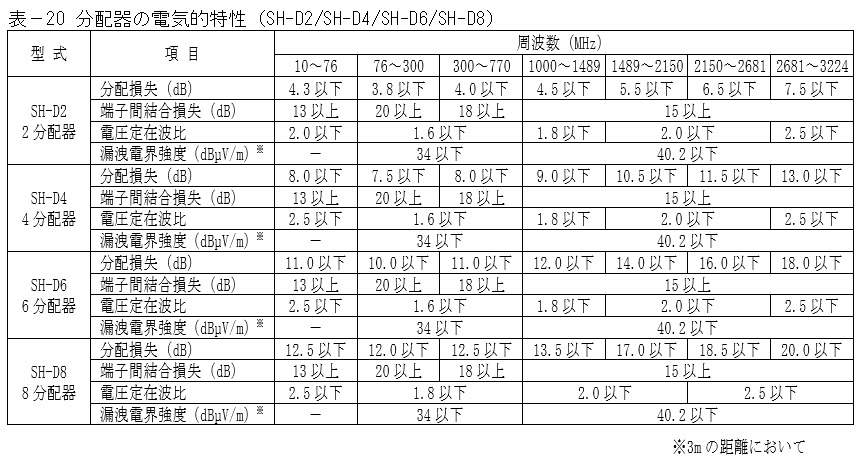 表－20 分配器の電気的特性（SH-D2/SH-D4/SH-D6/SH-D8）
型 式 項 目 周波数（MHz）
10～76 76～300 300～770 1000～1489 1489～2150 2150～2681 2681～3224
SH-D2 2分配器
分配損失（dB） 4.3以下 3.8以下 4.0以下 4.5以下 5.5以下 6.5以下 7.5以下
端子間結合損失（dB） 13以上 20以上 18以上 15以上
電圧定在波比 2.0以下 1.6以下 1.8以下 2.0以下 2.5以下
漏洩電界強度（dBμV/m）※ － 34以下 40.2以下
SH-D4 4分配器
分配損失（dB） 8.0以下 7.5以下 8.0以下 9.0以下 10.5以下 11.5以下 13.0以下
端子間結合損失（dB） 13以上 20以上 18以上 15以上
電圧定在波比 2.5以下 1.6以下 1.8以下 2.0以下 2.5以下
漏洩電界強度（dBμV/m）※ － 34以下 40.2以下
SH-D6 6分配器
分配損失（dB） 11.0以下 10.0以下 11.0以下 12.0以下 14.0以下 16.0以下 18.0以下
端子間結合損失（dB） 13以上 20以上 18以上 15以上
電圧定在波比 2.5以下 1.6以下 1.8以下 2.0以下 2.5以下
漏洩電界強度（dBμV/m）※ － 34以下 40.2以下
SH-D8 8分配器
分配損失（dB） 12.5以下 12.0以下 12.5以下 13.5以下 17.0以下 18.5以下 20.0以下
端子間結合損失（dB） 13以上 20以上 18以上 15以上
電圧定在波比 2.5以下 1.8以下 2.0以下 2.5以下
漏洩電界強度（dBμV/m）※ － 34以下 40.2以下
※3mの距離において